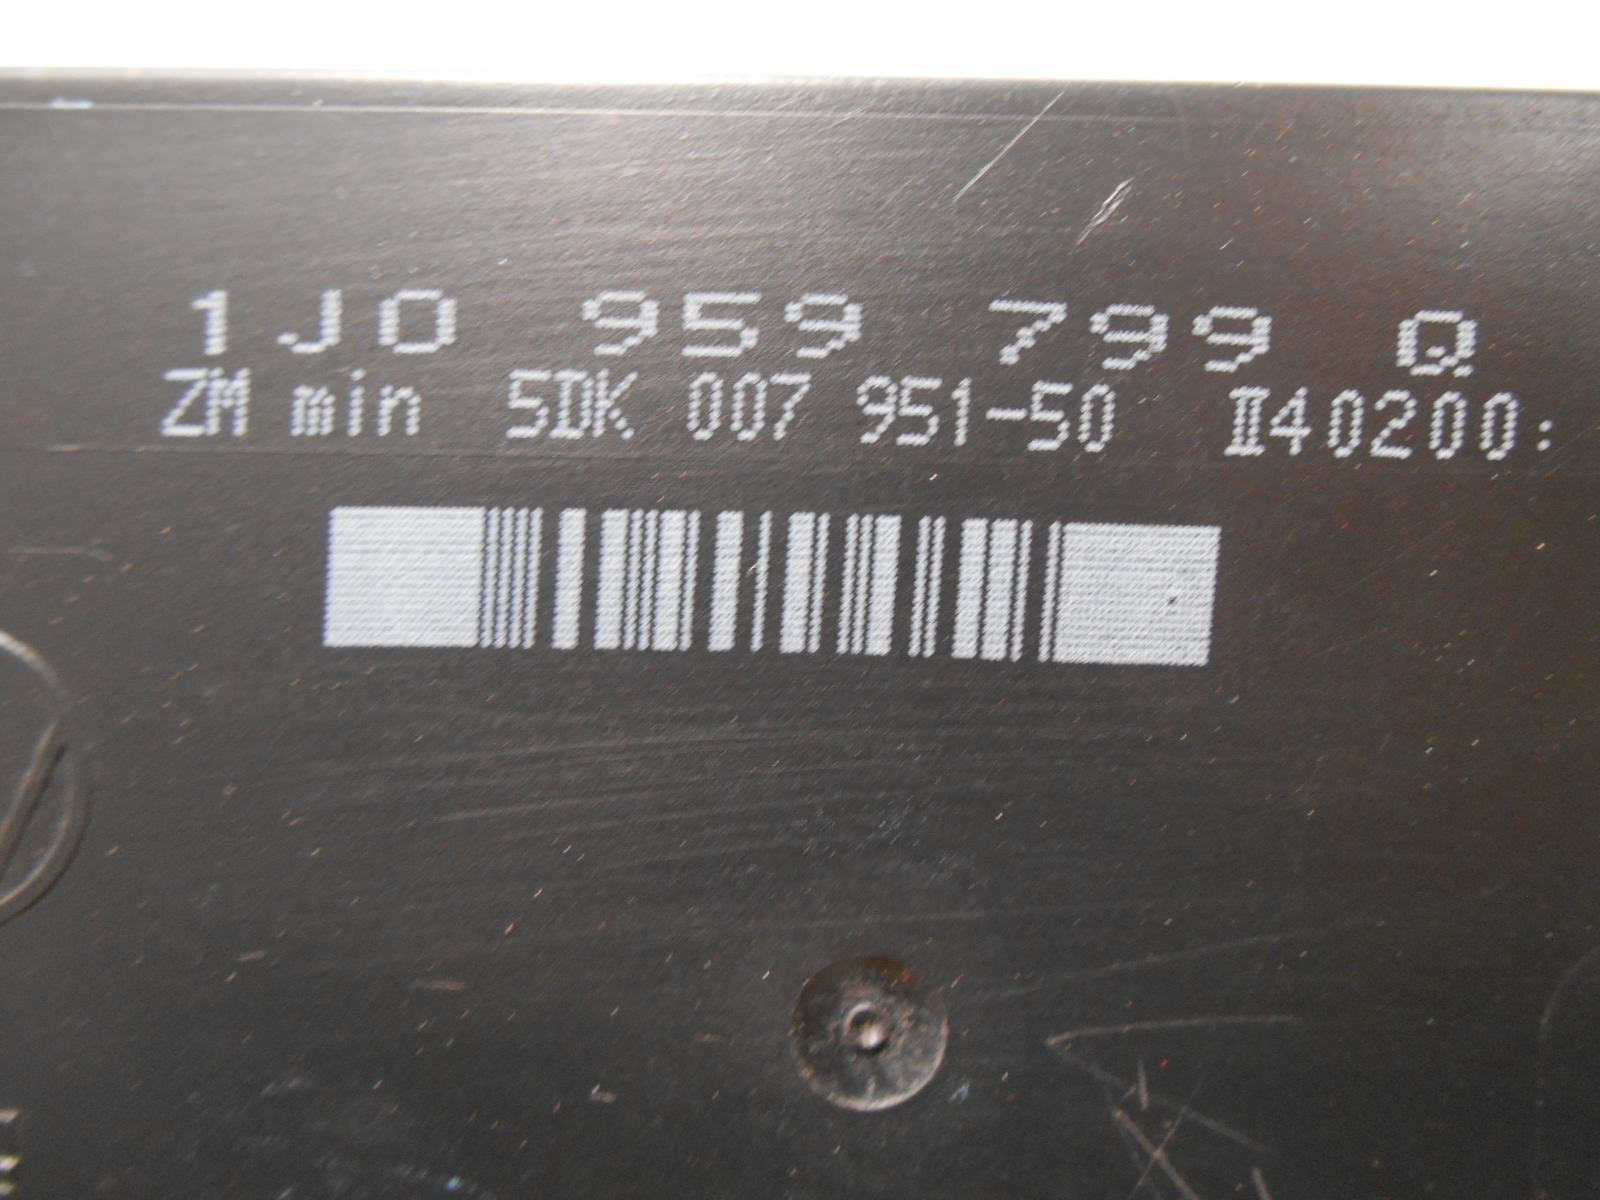 1J0 959 799 Q
ZM min 5DK 007 951-50 II40200: